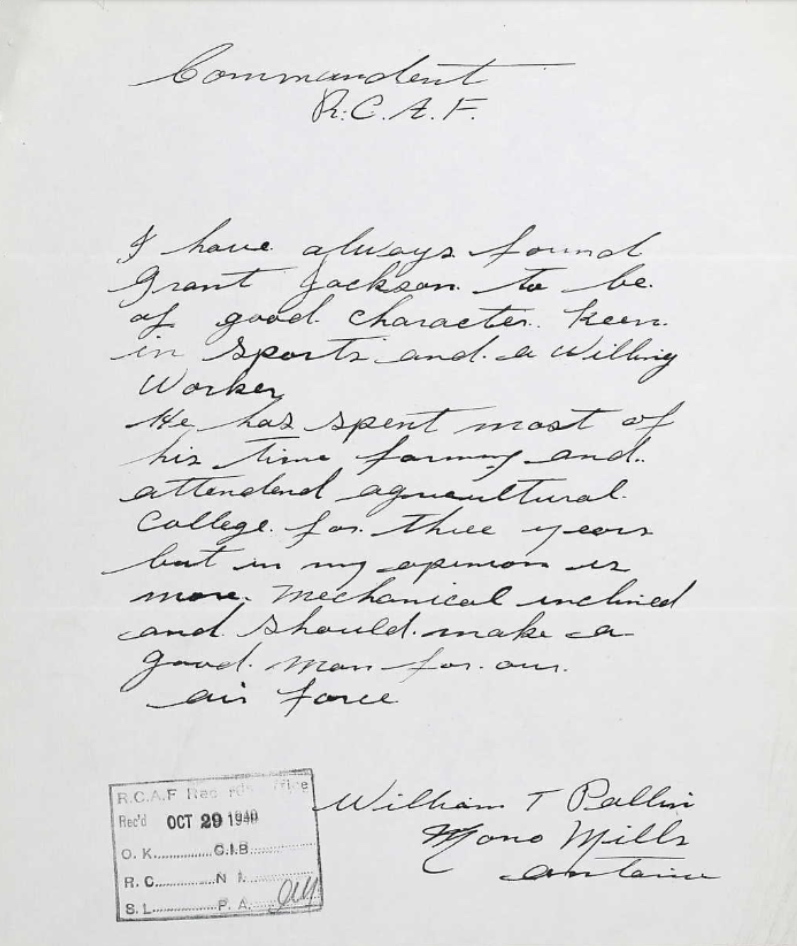 Commandent
R.C.A.F.
I have always found
Grant Jackson to be
of good character. Keen
in Sports and a Willing
Worker
He has spent most of
his time farming and
attendend agricultural
College for three years
but in my opinion is
more mechanical inclined
and should make a
good man for our
air force
William T Pallin
Mono Mills
Ontario
R.C.A.F Records Office
Rec'd OCT 29 1940
O. K. C.I.B.
R. C. N I.
S. L. P. A.